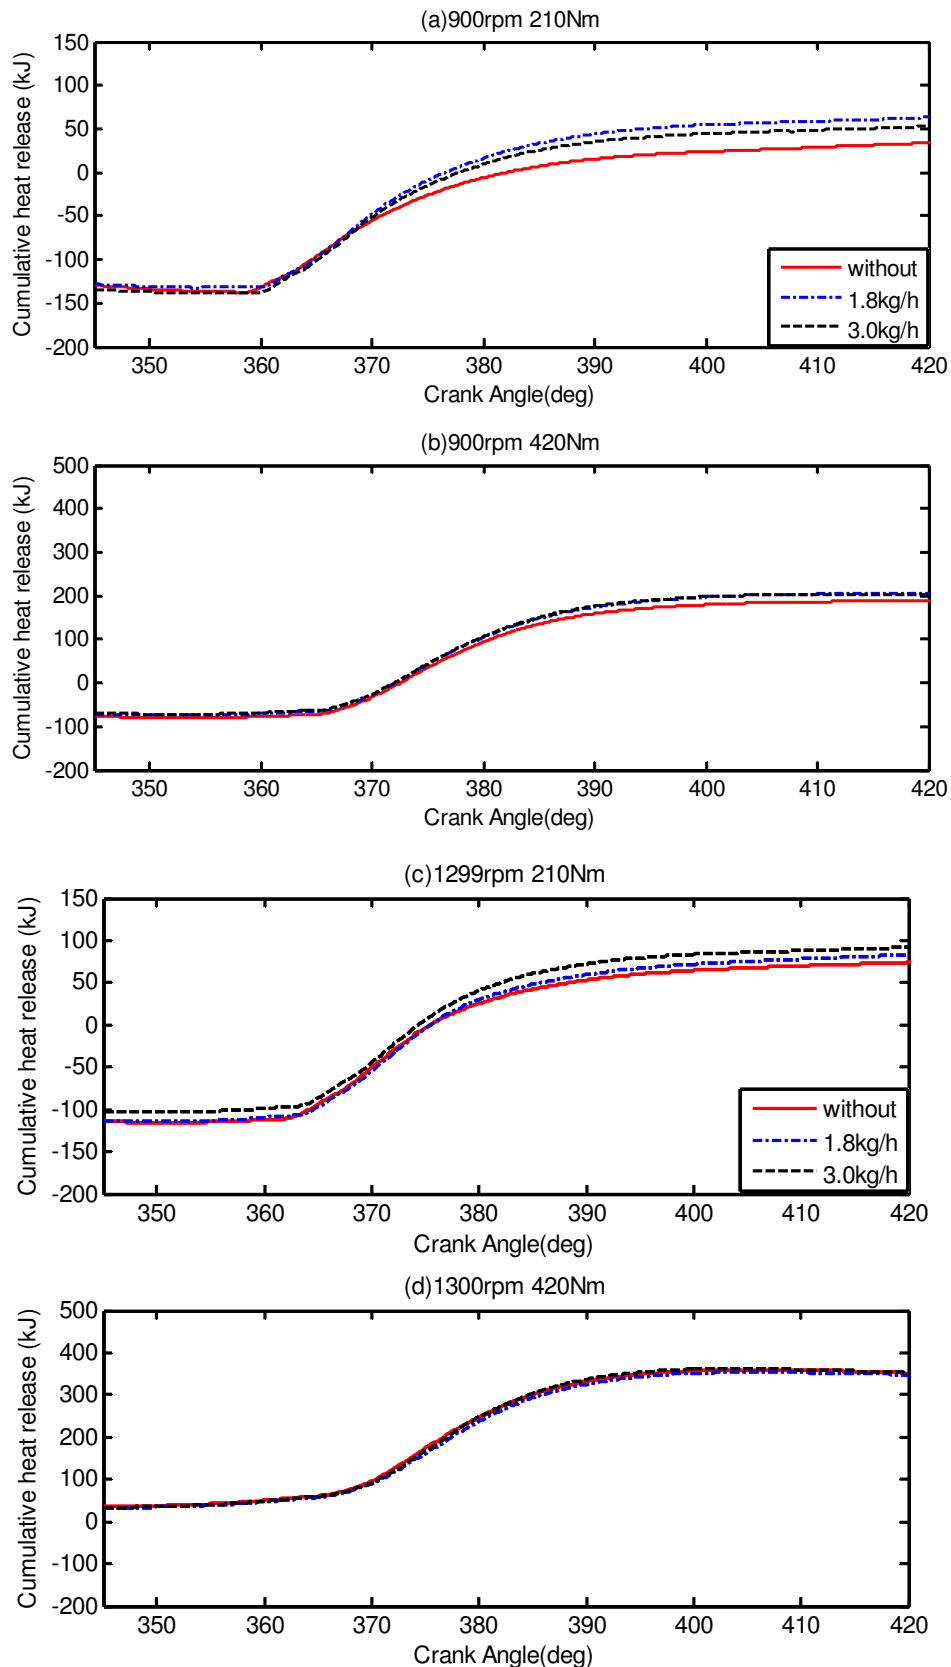 (a)900rpm 210Nm
Cumulative heat release (kJ)
150
100
50
0
-50
-100
-150
-200
without
1.8kg/h
3.0kg/h
350 360 370 380 390 400 410 420
Crank Angle(deg)
(b)900rpm 420Nm
Cumulative heat release (kJ)
500
400
300
200
100
0
-100
-200
350 360 370 380 390 400 410 420
Crank Angle(deg)
(c)1299rpm 210Nm
Cumulative heat release (kJ)
150
100
50
0
-50
-100
-150
-200
without
1.8kg/h
3.0kg/h
350 360 370 380 390 400 410 420
Crank Angle(deg)
(d)1300rpm 420Nm
Cumulative heat release (kJ)
500
400
300
200
100
0
-100
-200
350 360 370 380 390 400 410 420
Crank Angle(deg)